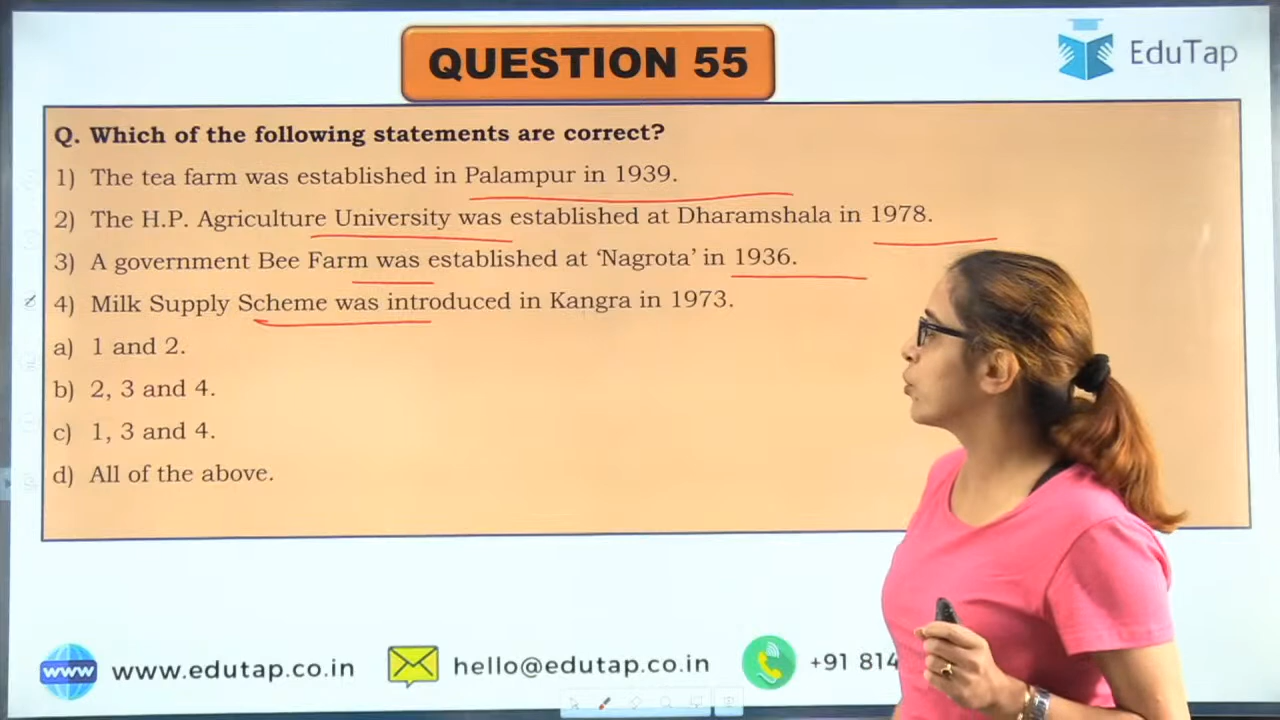 QUESTION 55
EduTap
Q. Which of the following statements are correct?
1) The tea farm was established in Palampur in 1939.
2) The H.P. Agriculture University was established at Dharamshala in 1978.
3) A government Bee Farm was established at ‘Nagrota’ in 1936.
4) Milk Supply Scheme was introduced in Kangra in 1973.
a) 1 and 2.
b) 2, 3 and 4.
c) 1, 3 and 4.
d) All of the above.
www www.edutap.co.in hello@edutap.co.in +91 814